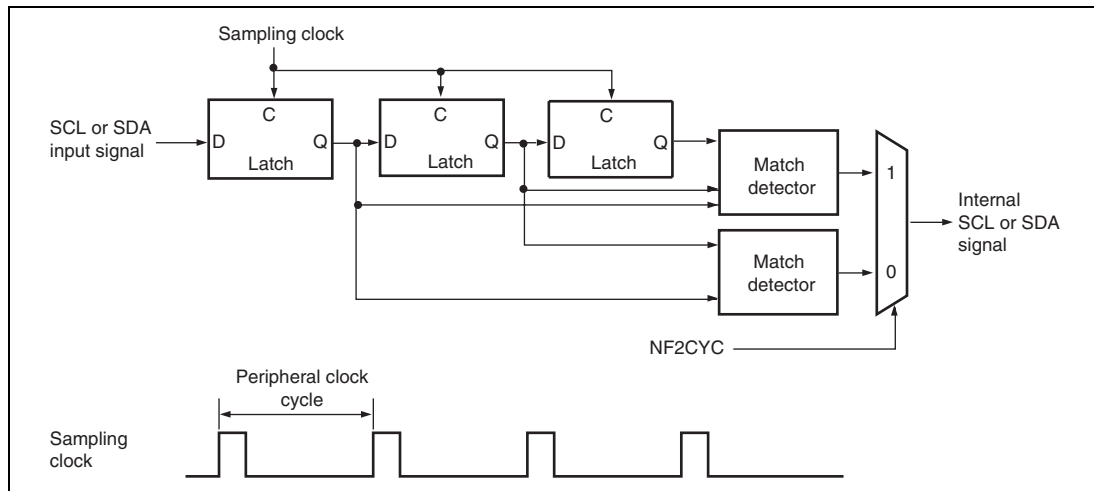 Sampling clock
C
C
C
SCL or SDA
input signal
D
Q
D
Q
D
Q
Latch
Latch
Latch
Match
detector
1
Internal
SCL or SDA
signal
Match
detector
0
NF2CYC
Peripheral clock
cycle
Sampling
clock